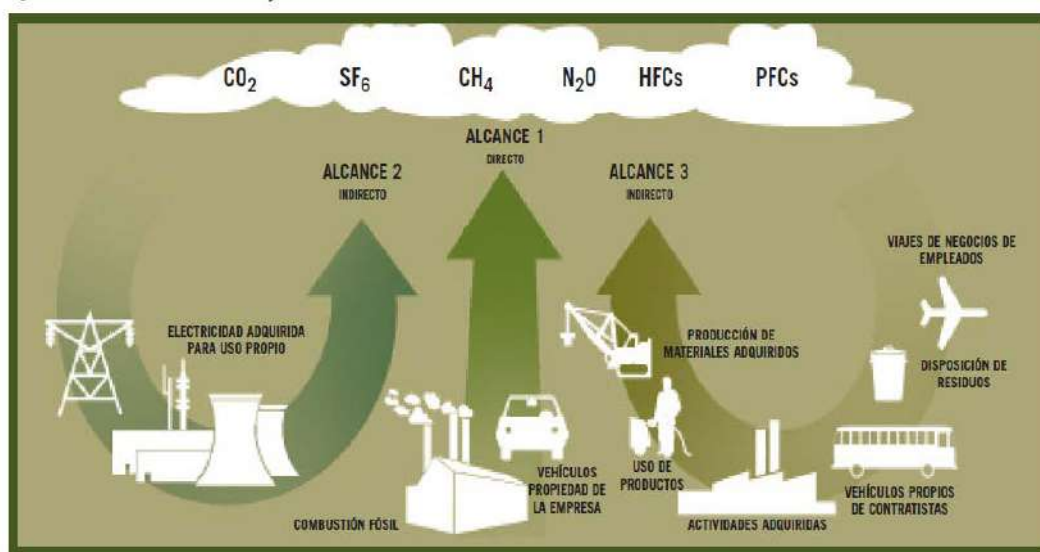 CO₂ SF₆ CH₄ N₂O HFCs PFCs
ALCANCE 1
DIRECTO
ALCANCE 2
INDIRECTO
ALCANCE 3
INDIRECTO
VIAJES DE NEGOCIOS DE
EMPLEADOS
ELECTRICIDAD ADQUIRIDA
PARA USO PROPIO
PRODUCCIÓN DE
MATERIALES ADQUIRIDOS
DISPOSICIÓN DE
RESIDUOS
VEHÍCULOS
PROPIEDAD DE
LA EMPRESA
USO DE
PRODUCTOS
VEHÍCULOS PROPIOS
DE CONTRATISTAS
COMBUSTIÓN FÓSIL
ACTIVIDADES ADQUIRIDAS